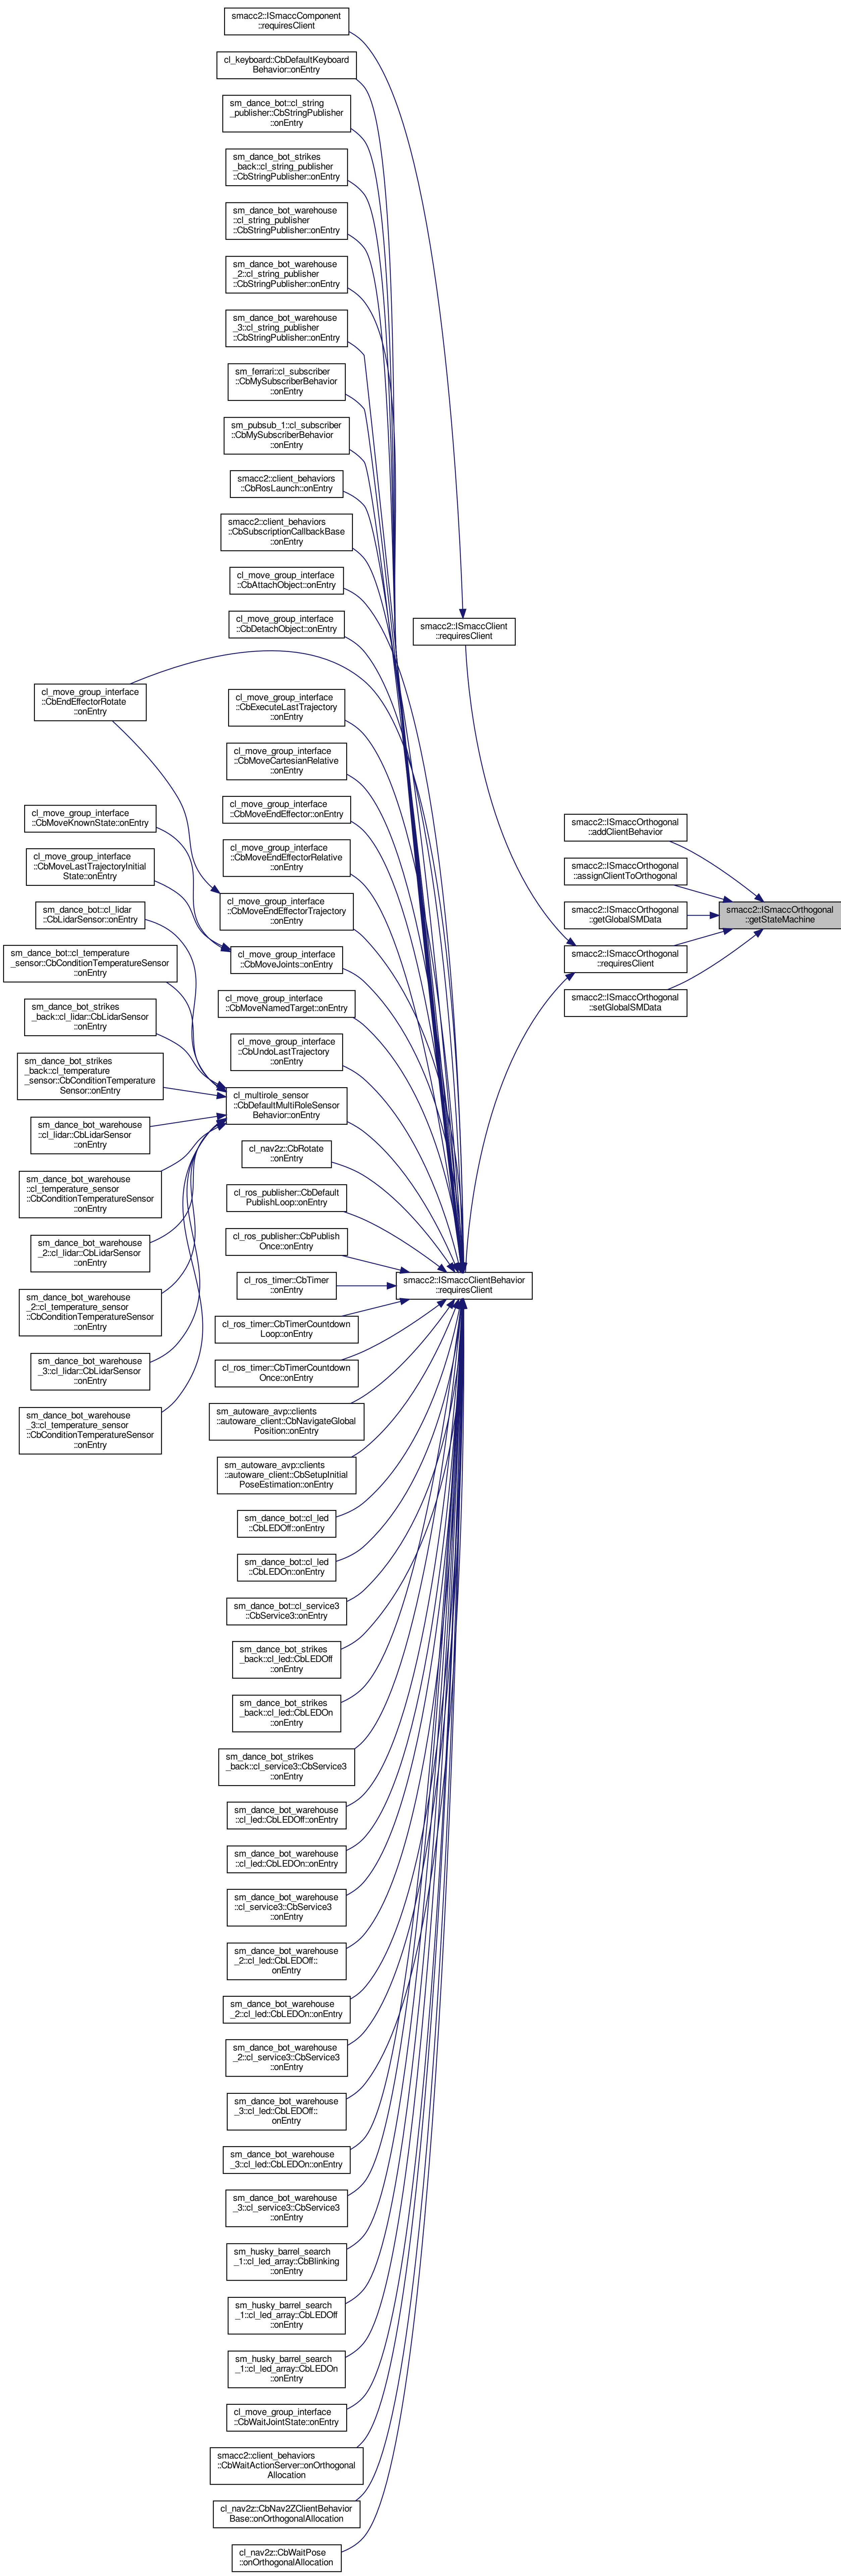 smacc2::ISmaccComponent
::requiresClient
cl_keyboard::CbDefaultKeyboard
Behavior::onEntry
sm_dance_bot::cl_string
_publisher::CbStringPublisher
::onEntry
sm_dance_bot_strikes
_back::cl_string_publisher
::CbStringPublisher::onEntry
sm_dance_bot_warehouse
::cl_string_publisher
::CbStringPublisher::onEntry
sm_dance_bot_warehouse
_2::cl_string_publisher
::CbStringPublisher::onEntry
sm_dance_bot_warehouse
_3::cl_string_publisher
::CbStringPublisher::onEntry
sm_ferrari::cl_subscriber
::CbMySubscriberBehavior
::onEntry
sm_pubsub_1::cl_subscriber
::CbMySubscriberBehavior
::onEntry
smacc2::client_behaviors
::CbRosLaunch::onEntry
smacc2::client_behaviors
::CbSubscriptionCallbackBase
::onEntry
cl_move_group_interface
::CbAttachObject::onEntry
cl_move_group_interface
::CbDetachObject::onEntry
smacc2::ISmaccClient
::requiresClient
cl_move_group_interface
::CbEndEffectorRotate
::onEntry
cl_move_group_interface
::CbExecuteLastTrajectory
::onEntry
cl_move_group_interface
::CbMoveCartesianRelative
::onEntry
cl_move_group_interface
::CbMoveEndEffector::onEntry
cl_move_group_interface
::CbMoveKnownState::onEntry
cl_move_group_interface
::CbMoveEndEffectorRelative
::onEntry
cl_move_group_interface
::CbMoveLastTrajectoryInitial
State::onEntry
cl_move_group_interface
::CbMoveEndEffectorTrajectory
::onEntry
sm_dance_bot::cl_lidar
::CbLidarSensor::onEntry
cl_move_group_interface
::CbMoveJoints::onEntry
sm_dance_bot::cl_temperature
_sensor::CbConditionTemperatureSensor
::onEntry
cl_move_group_interface
::CbMoveNamedTarget::onEntry
sm_dance_bot_strikes
_back::cl_lidar::CbLidarSensor
::onEntry
cl_move_group_interface
::CbUndoLastTrajectory
::onEntry
sm_dance_bot_strikes
_back::cl_temperature
_sensor::CbConditionTemperature
Sensor::onEntry
cl_multirole_sensor
::CbDefaultMultiRoleSensor
Behavior::onEntry
sm_dance_bot_warehouse
::cl_lidar::CbLidarSensor
::onEntry
sm_dance_bot_warehouse
::cl_temperature_sensor
::CbConditionTemperatureSensor
::onEntry
sm_dance_bot_warehouse
_2::cl_lidar::CbLidarSensor
::onEntry
sm_dance_bot_warehouse
_2::cl_temperature_sensor
::CbConditionTemperatureSensor
::onEntry
sm_dance_bot_warehouse
_3::cl_lidar::CbLidarSensor
::onEntry
sm_dance_bot_warehouse
_3::cl_temperature_sensor
::CbConditionTemperatureSensor
::onEntry
smacc2::ISmaccOrthogonal
::addClientBehavior
smacc2::ISmaccOrthogonal
::assignClientToOrthogonal
smacc2::ISmaccOrthogonal
::getGlobalSMData
smacc2::ISmaccOrthogonal
::getStateMachine
smacc2::ISmaccOrthogonal
::requiresClient
smacc2::ISmaccOrthogonal
::setGlobalSMData
cl_nav2z::CbRotate
::onEntry
cl_ros_publisher::CbDefault
PublishLoop::onEntry
cl_ros_publisher::CbPublish
Once::onEntry
cl_ros_timer::CbTimer
::onEntry
smacc2::ISmaccClientBehavior
::requiresClient
cl_ros_timer::CbTimerCountdown
Loop::onEntry
cl_ros_timer::CbTimerCountdown
Once::onEntry
sm_autoware_avp::clients
::autoware_client::CbNavigateGlobal
Position::onEntry
sm_autoware_avp::clients
::autoware_client::CbSetupInitial
PoseEstimation::onEntry
sm_dance_bot::cl_led
::CbLEDOff::onEntry
sm_dance_bot::cl_led
::CbLEDOn::onEntry
sm_dance_bot::cl_service3
::CbService3::onEntry
sm_dance_bot_strikes
_back::cl_led::CbLEDOff
::onEntry
sm_dance_bot_strikes
_back::cl_led::CbLEDOn
::onEntry
sm_dance_bot_strikes
_back::cl_service3::CbService3
::onEntry
sm_dance_bot_warehouse
::cl_led::CbLEDOff::onEntry
sm_dance_bot_warehouse
::cl_led::CbLEDOn::onEntry
sm_dance_bot_warehouse
::cl_service3::CbService3
::onEntry
sm_dance_bot_warehouse
_2::cl_led::CbLEDOff::
onEntry
sm_dance_bot_warehouse
_2::cl_led::CbLEDOn::onEntry
sm_dance_bot_warehouse
_2::cl_service3::CbService3
::onEntry
sm_dance_bot_warehouse
_3::cl_led::CbLEDOff::
onEntry
sm_dance_bot_warehouse
_3::cl_led::CbLEDOn::onEntry
sm_dance_bot_warehouse
_3::cl_service3::CbService3
::onEntry
sm_husky_barrel_search
_1::cl_led_array::CbBlinking
::onEntry
sm_husky_barrel_search
_1::cl_led_array::CbLEDOff
::onEntry
sm_husky_barrel_search
_1::cl_led_array::CbLEDOn
::onEntry
cl_move_group_interface
::CbWaitJointState::onEntry
smacc2::client_behaviors
::CbWaitActionServer::onOrthogonal
Allocation
cl_nav2z::CbNav2ZClientBehavior
Base::onOrthogonalAllocation
cl_nav2z::CbWaitPose
::onOrthogonalAllocation